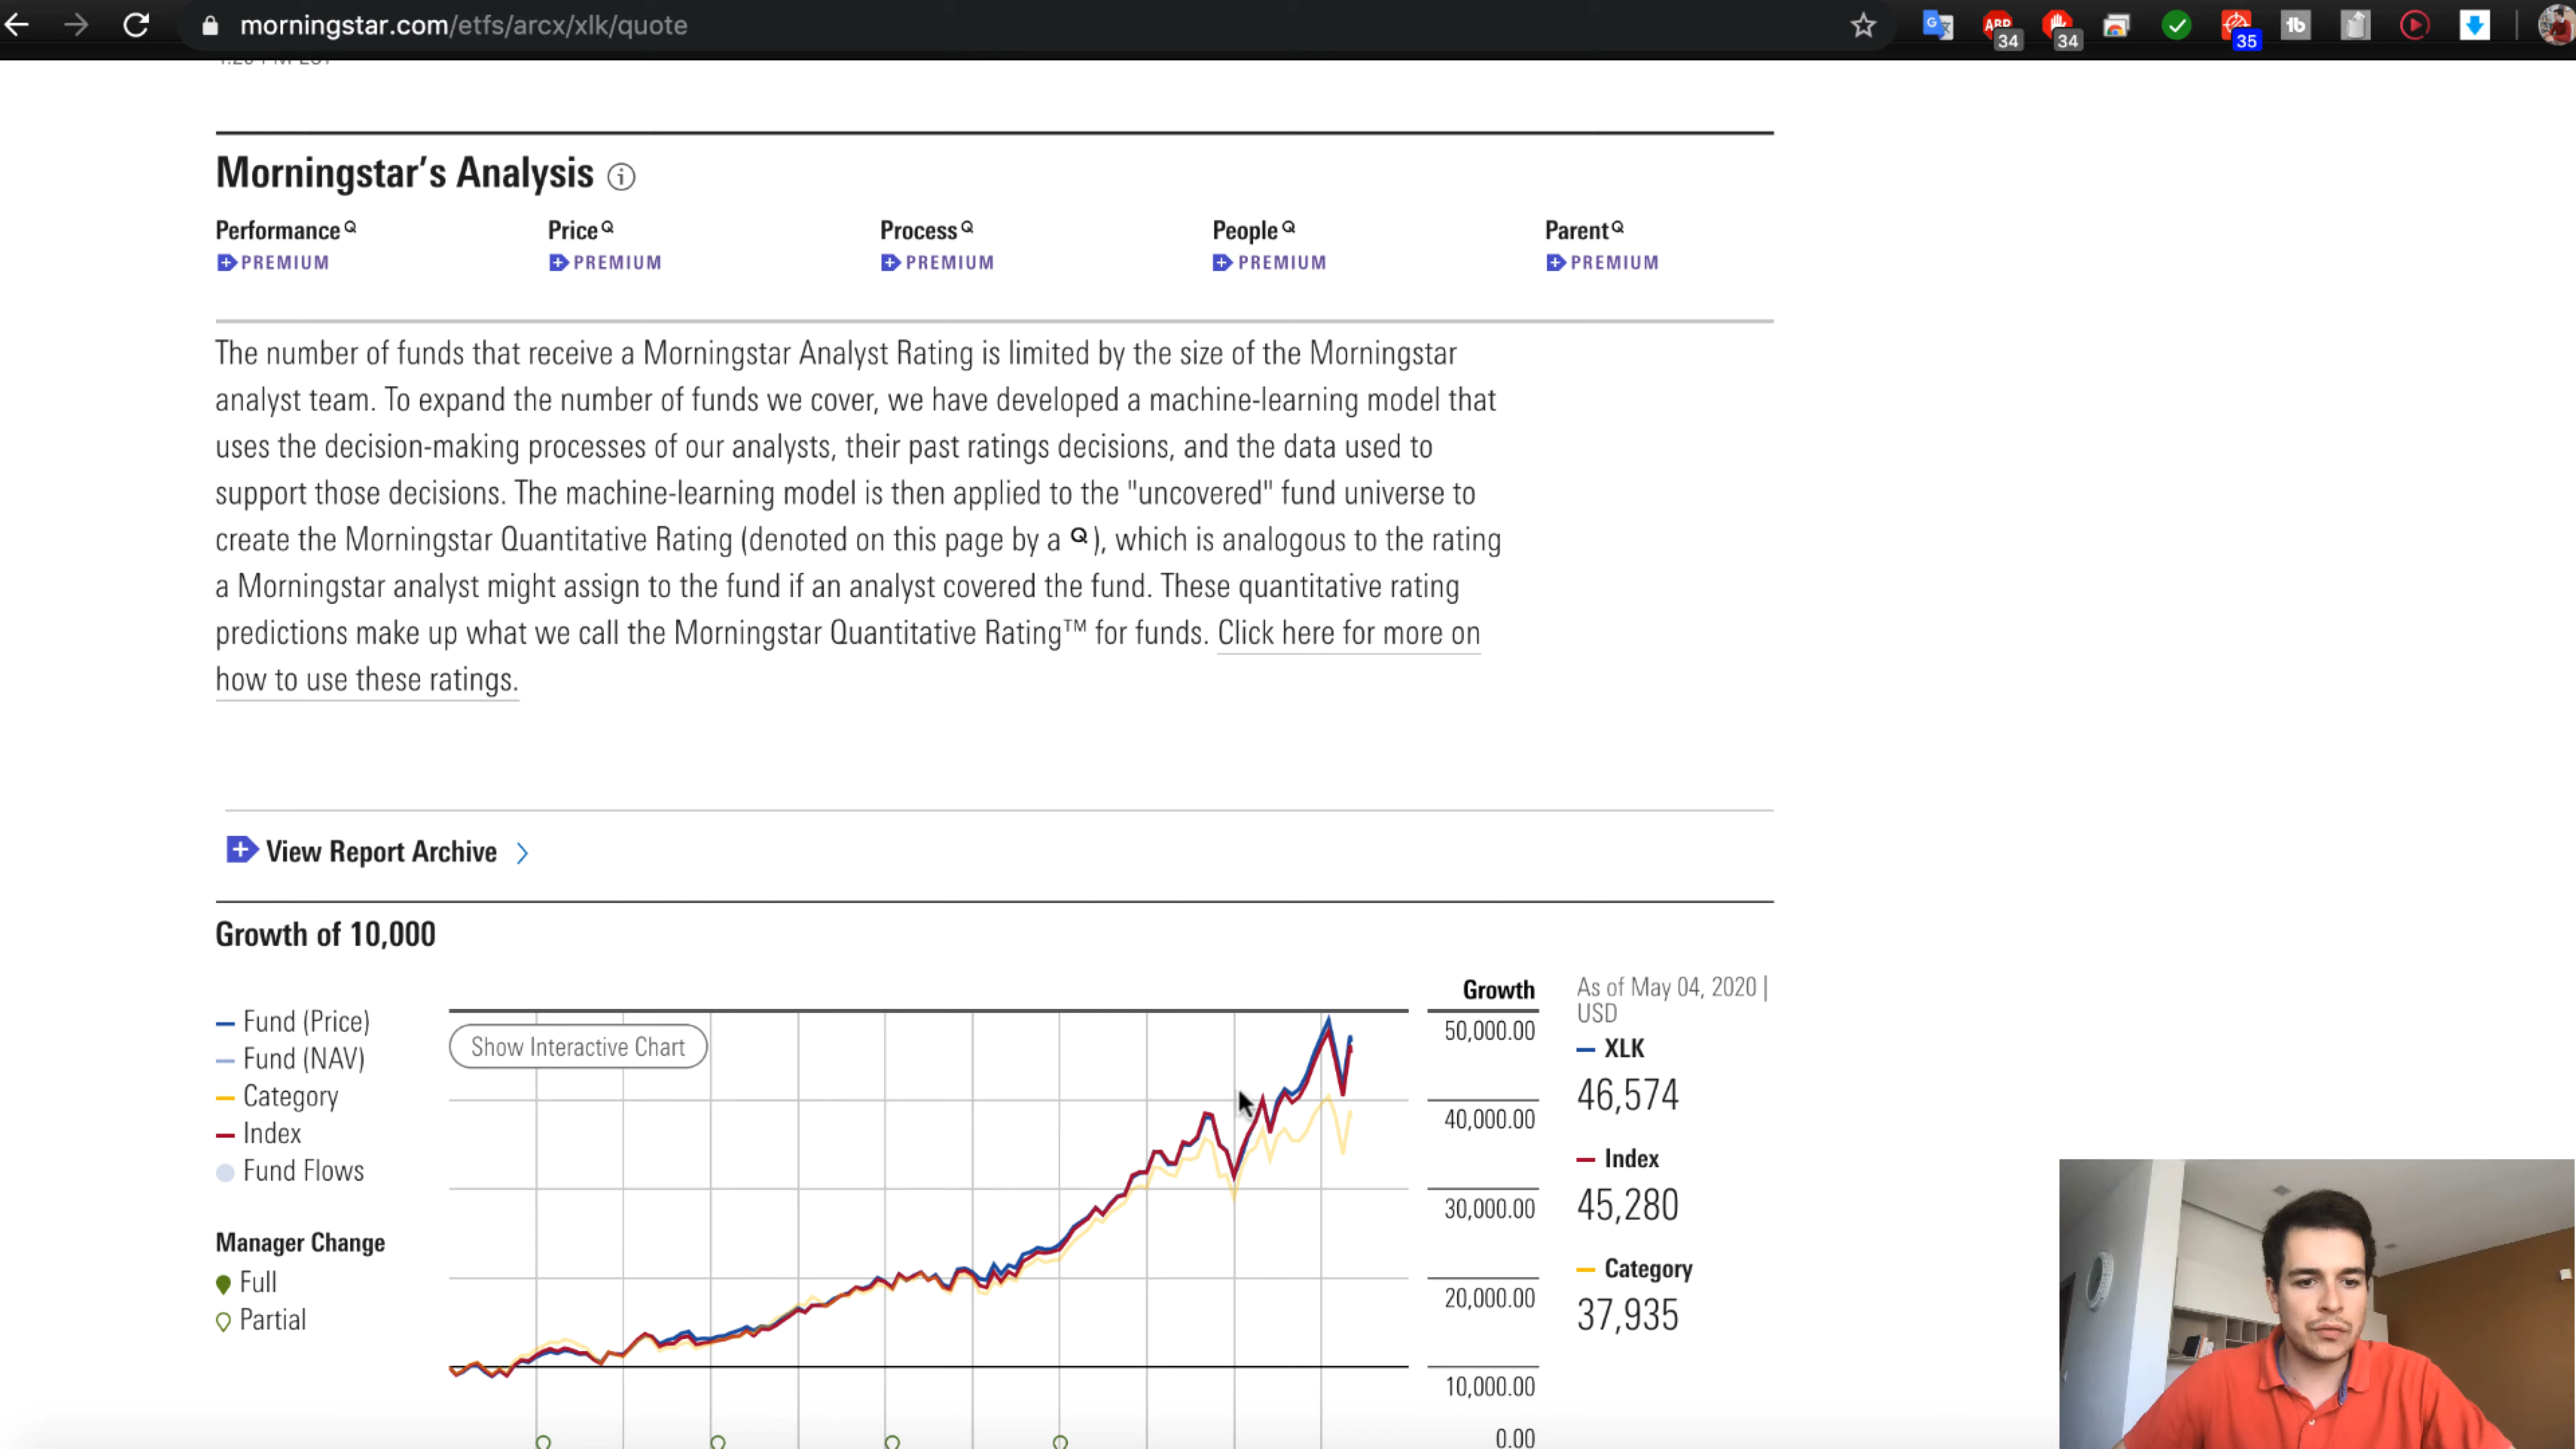 morningstar.com/etfs/arcx/xlk/quote
ABP
34
34
35
tb
Morningstar's Analysis i
Performance Q
Price Q
Process Q
People Q
Parent Q
PREMIUM
PREMIUM
PREMIUM
PREMIUM
PREMIUM
The number of funds that receive a Morningstar Analyst Rating is limited by the size of the Morningstar
analyst team. To expand the number of funds we cover, we have developed a machine-learning model that
uses the decision-making processes of our analysts, their past ratings decisions, and the data used to
support those decisions. The machine-learning model is then applied to the "uncovered" fund universe to
create the Morningstar Quantitative Rating (denoted on this page by a Q), which is analogous to the rating
a Morningstar analyst might assign to the fund if an analyst covered the fund. These quantitative rating
predictions make up what we call the Morningstar Quantitative Rating™ for funds. Click here for more on
how to use these ratings.
View Report Archive
Growth of 10,000
Fund (Price)
Fund (NAV)
Category
Index
Fund Flows
Manager Change
Full
Partial
Show Interactive Chart
Growth
50,000.00
40,000.00
30,000.00
20,000.00
10,000.00
0.00
As of May 04, 2020 |
USD
XLK
46,574
Index
45,280
Category
37,935